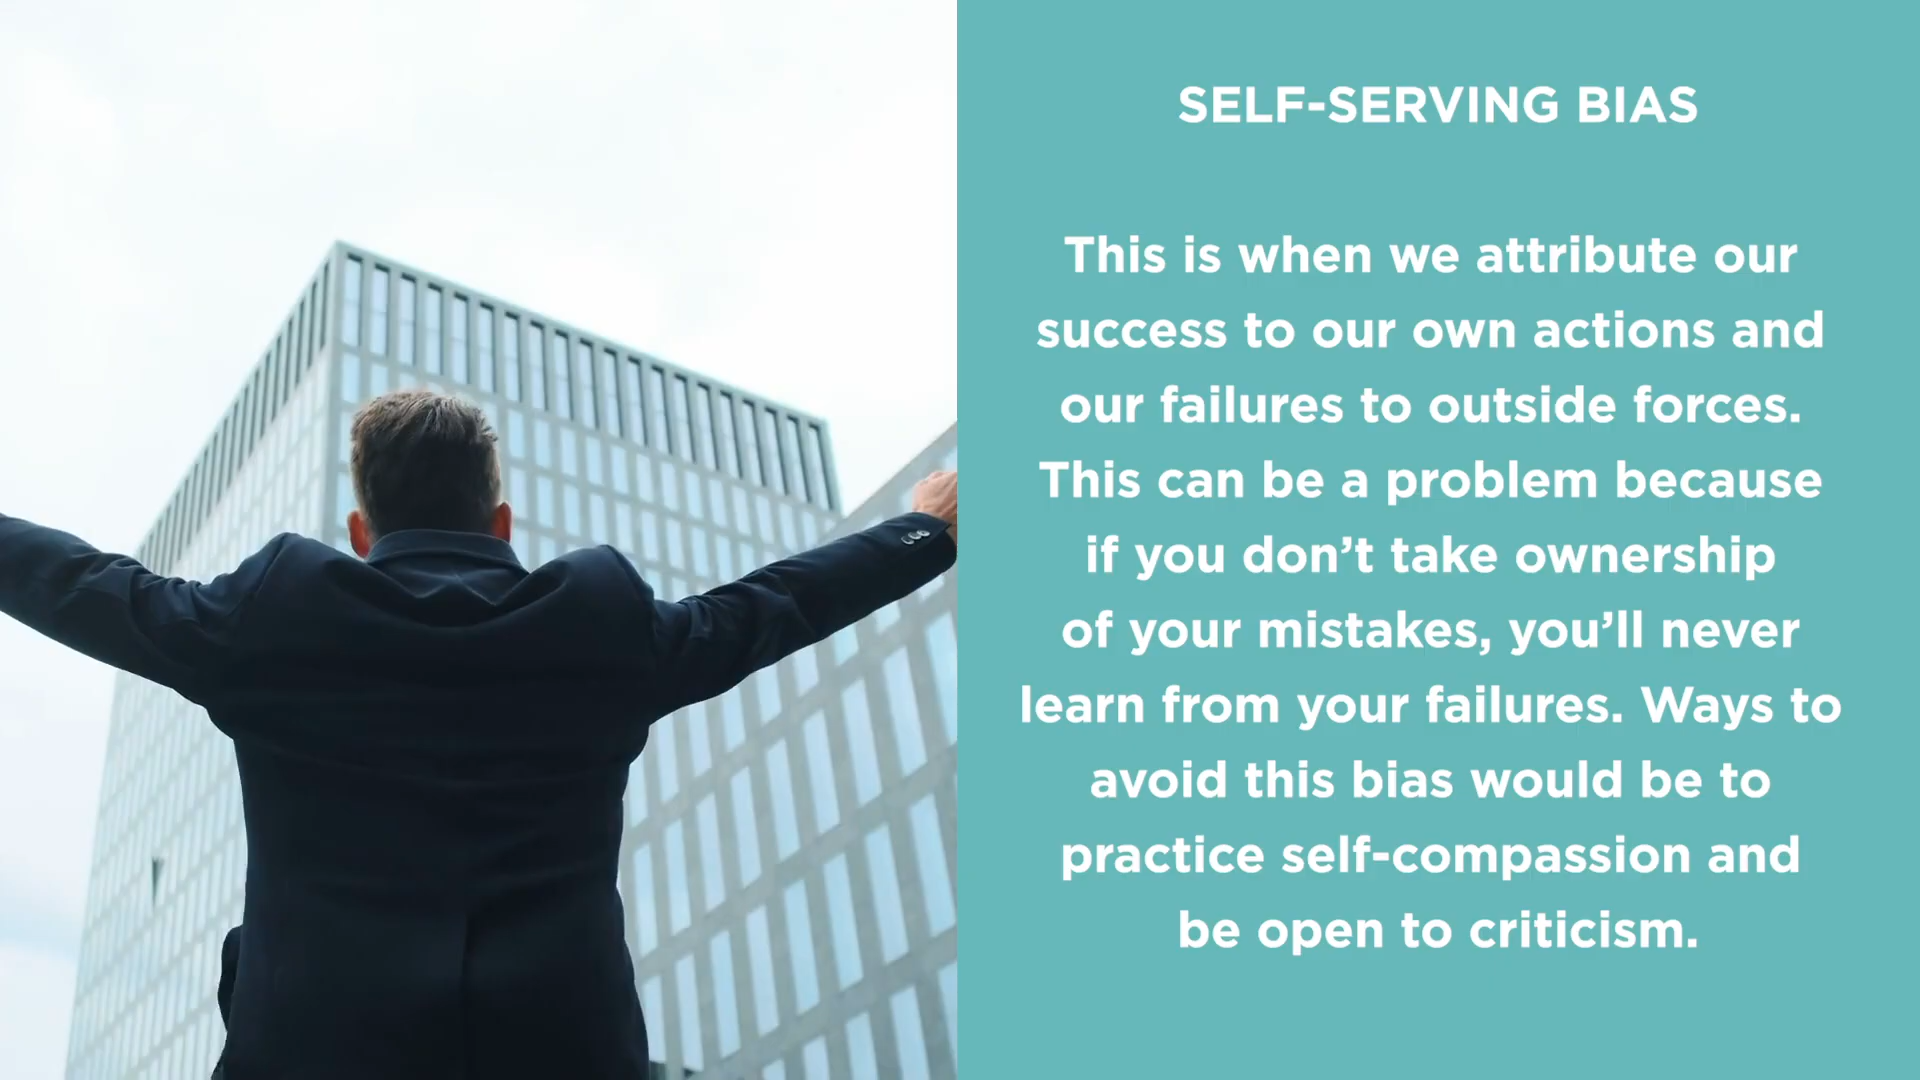 SELF-SERVING BIAS
This is when we attribute our
success to our own actions and
our failures to outside forces.
This can be a problem because
if you don’t take ownership
of your mistakes, you’ll never
learn from your failures. Ways to
avoid this bias would be to
practice self-compassion and
be open to criticism.